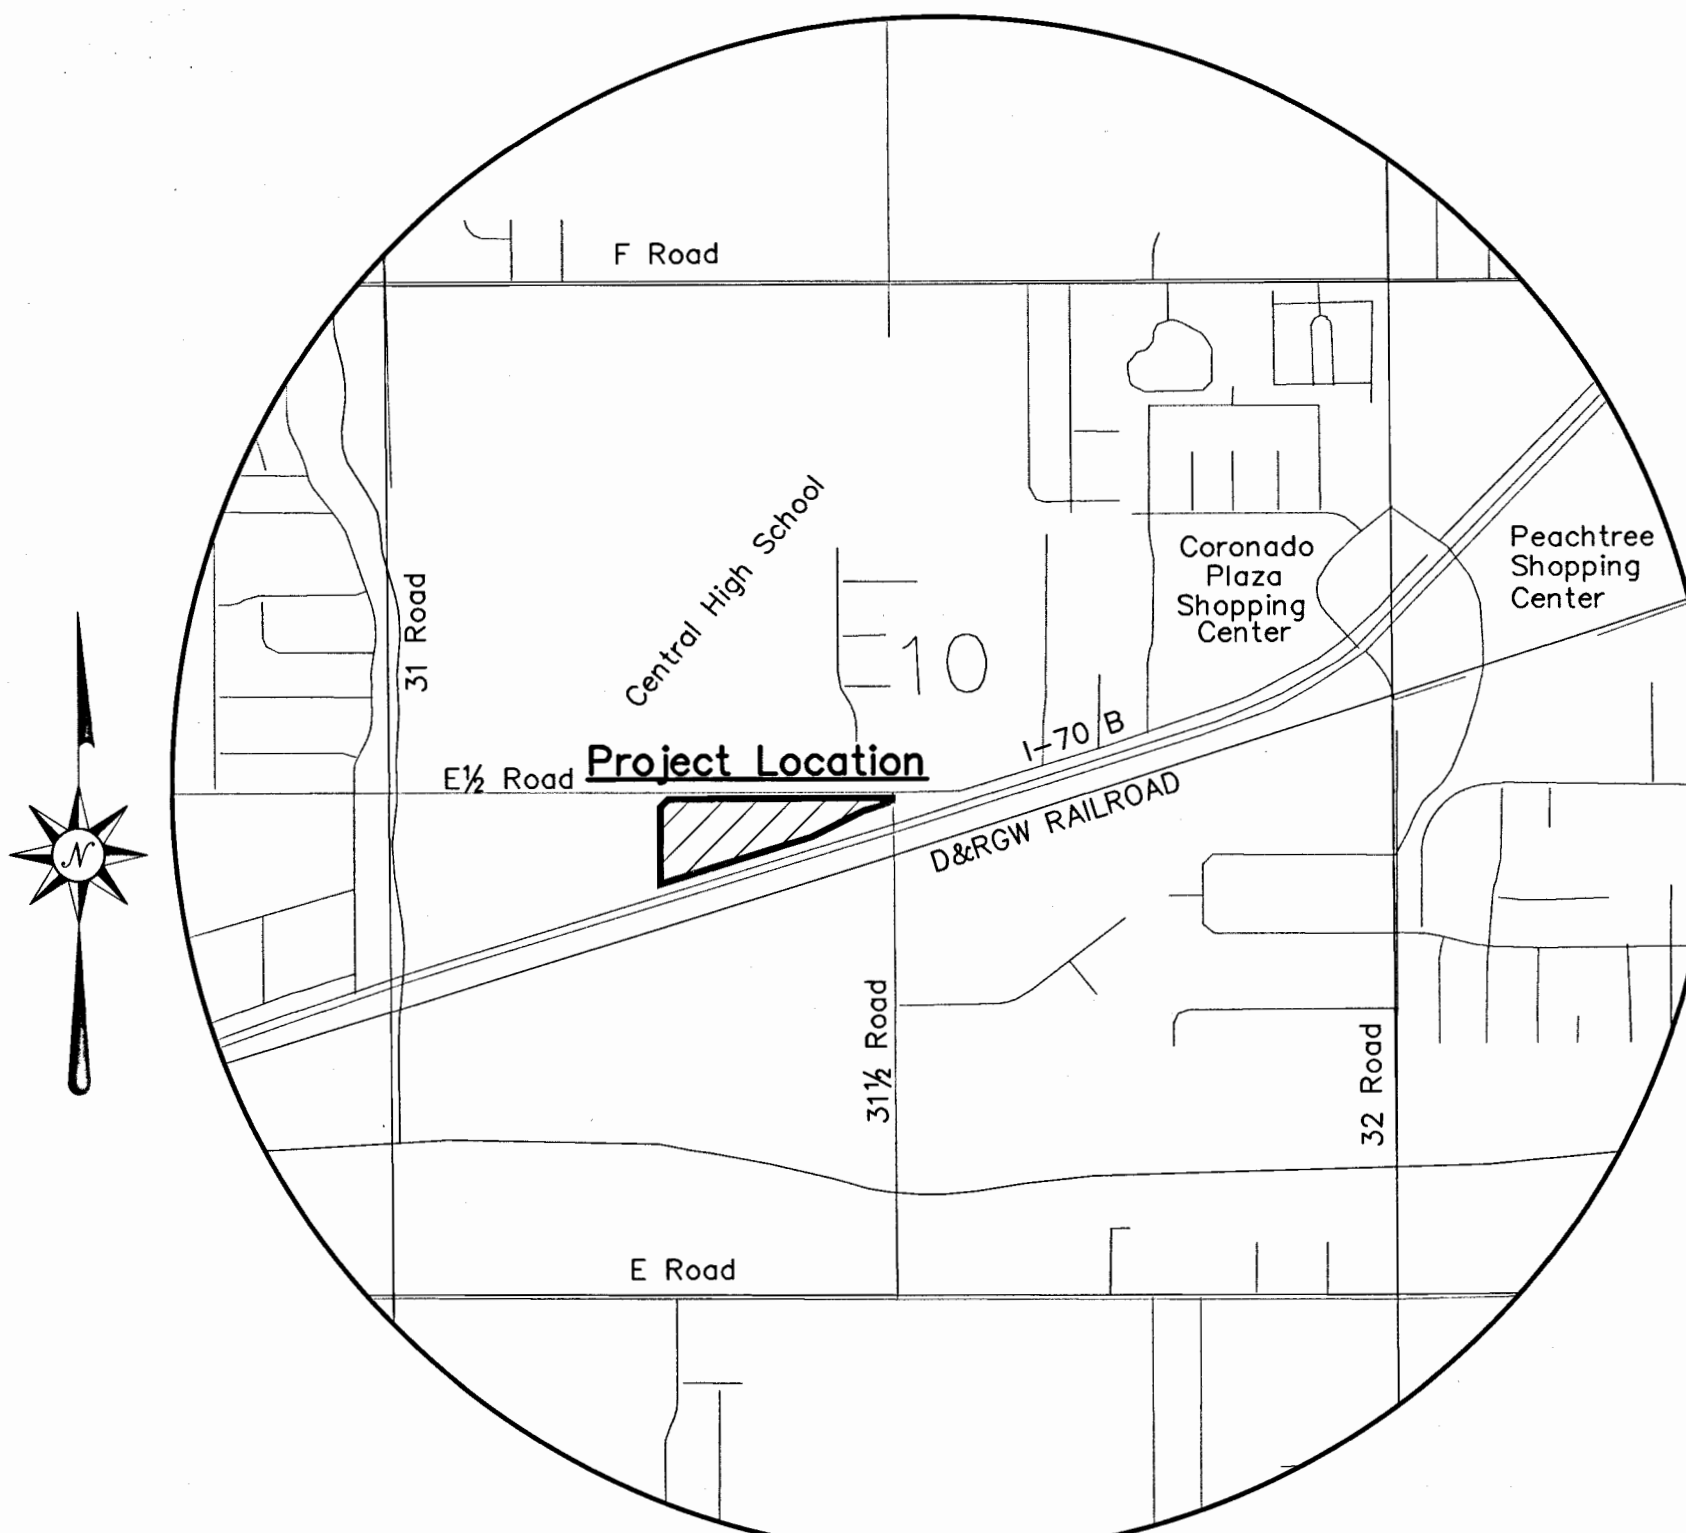 F Road
Central High School
10
31 Road
Coronado
Plaza
Shopping
Center
Peachtree
Shopping
Center
I-70 B
E½ Road
Project Location
D&RGW RAILROAD
N
31½ Road
32 Road
E Road